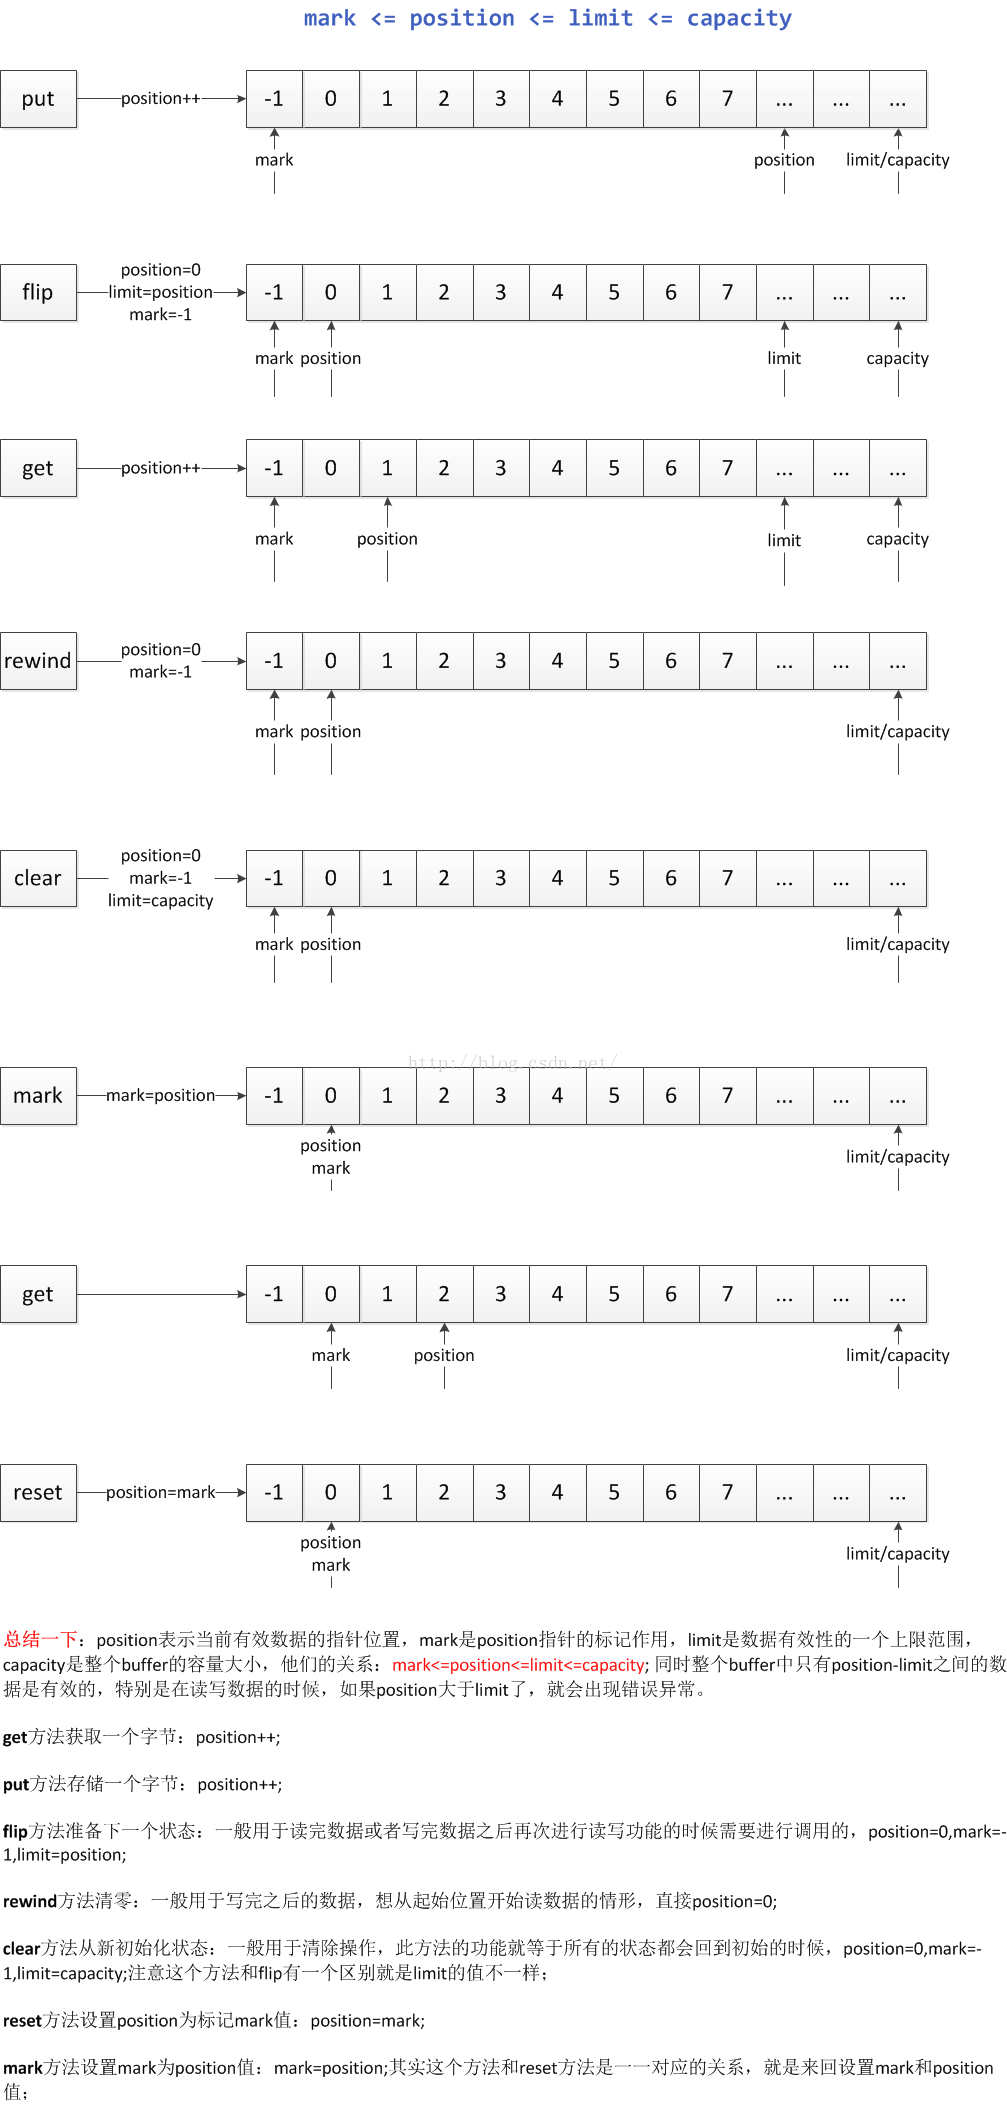 mark <= position <= limit <= capacity
put position++ -1 0 1 2 3 4 5 6 7 ... ... ...
mark position limit/capacity
position=0
flip limit=position -1 0 1 2 3 4 5 6 7 ... ... ...
mark=-1
mark position limit capacity
get position++ -1 0 1 2 3 4 5 6 7 ... ... ...
mark position limit capacity
position=0
rewind -1 0 1 2 3 4 5 6 7 ... ... ...
mark=-1
mark position limit/capacity
position=0
clear mark=-1 -1 0 1 2 3 4 5 6 7 ... ... ...
limit=capacity
mark position limit/capacity
http://blog.csdn.net/
mark mark=position -1 0 1 2 3 4 5 6 7 ... ... ...
position
mark limit/capacity
get -1 0 1 2 3 4 5 6 7 ... ... ...
mark position limit/capacity
reset position=mark -1 0 1 2 3 4 5 6 7 ... ... ...
position
mark limit/capacity
总结一下：position表示当前有效数据的指针位置，mark是position指针的标记作用，limit是数据有效性的一个上限范围，
capacity是整个buffer的容量大小，他们的关系：mark<=position<=limit<=capacity; 同时整个buffer中只有position-limit之间的数
据是有效的，特别是在读写数据的时候，如果position大于limit了，就会出现错误异常。
get方法获取一个字节：position++;
put方法存储一个字节：position++;
flip方法准备下一个状态：一般用于读完数据或者写完数据之后再次进行读写功能的时候需要进行调用的，position=0,mark=-
1,limit=position;
rewind方法清零：一般用于写完之后的数据，想从起始位置开始读数据的情形，直接position=0;
clear方法从新初始化状态：一般用于清除操作，此方法的功能就等于所有的状态都会回到初始的时候，position=0,mark=-
1,limit=capacity;注意这个方法和flip有一个区别就是limit的值不一样；
reset方法设置position为标记mark值：position=mark;
mark方法设置mark为position值：mark=position;其实这个方法和reset方法是一一对应的关系，就是来回设置mark和position
值；